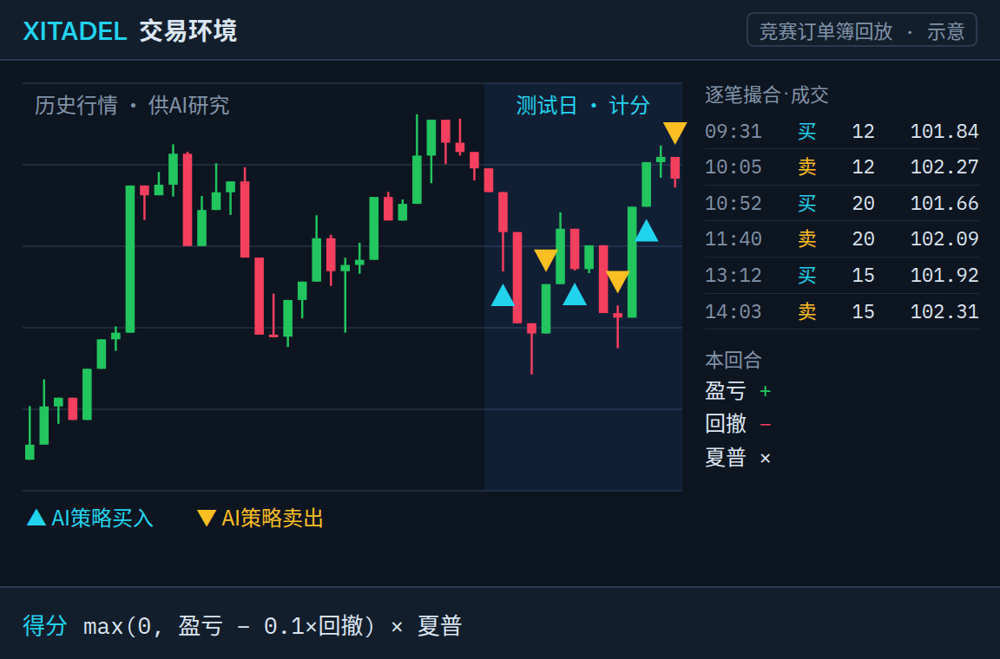 XITADEL 交易环境
竞赛订单簿回放 · 示意
历史行情 · 供AI研究
测试日 · 计分
逐笔撮合·成交
09:31 买 12 101.84
10:05 卖 12 102.27
10:52 买 20 101.66
11:40 卖 20 102.09
13:12 买 15 101.92
14:03 卖 15 102.31
本回合
盈亏 +
回撤 −
夏普 ×
▲ AI策略买入 ▼ AI策略卖出
得分 max(0, 盈亏 − 0.1×回撤) × 夏普